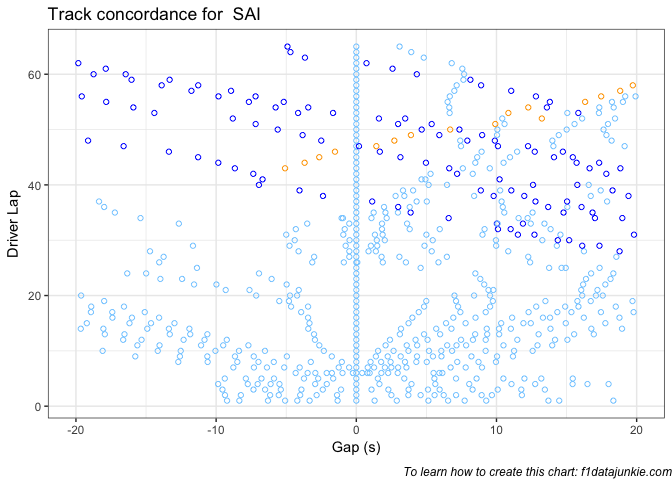 Track concordance for  SAI
60
40
20
0
Driver Lap
-20
-10
0
10
20
Gap (s)
To learn how to create this chart: f1datajunkie.com